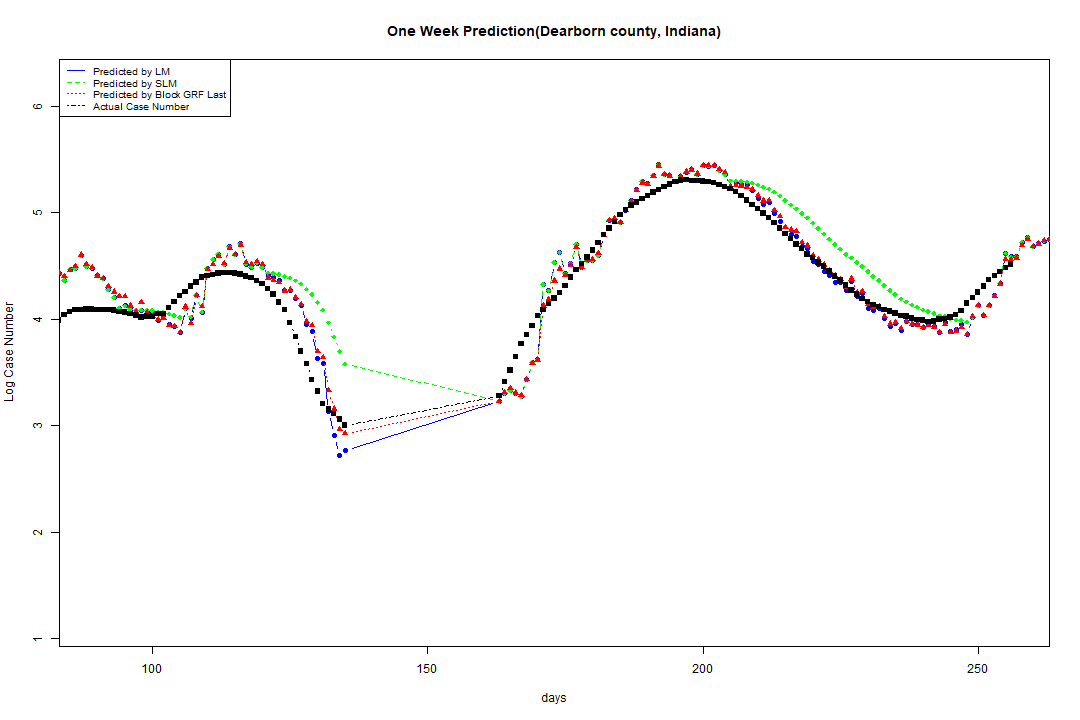 One Week Prediction(Dearborn county, Indiana)
Predicted by LM
Predicted by SLM
Predicted by Block GRF Last
Actual Case Number
Log Case Number
6
5
4
3
2
1
100 150 200 250
days